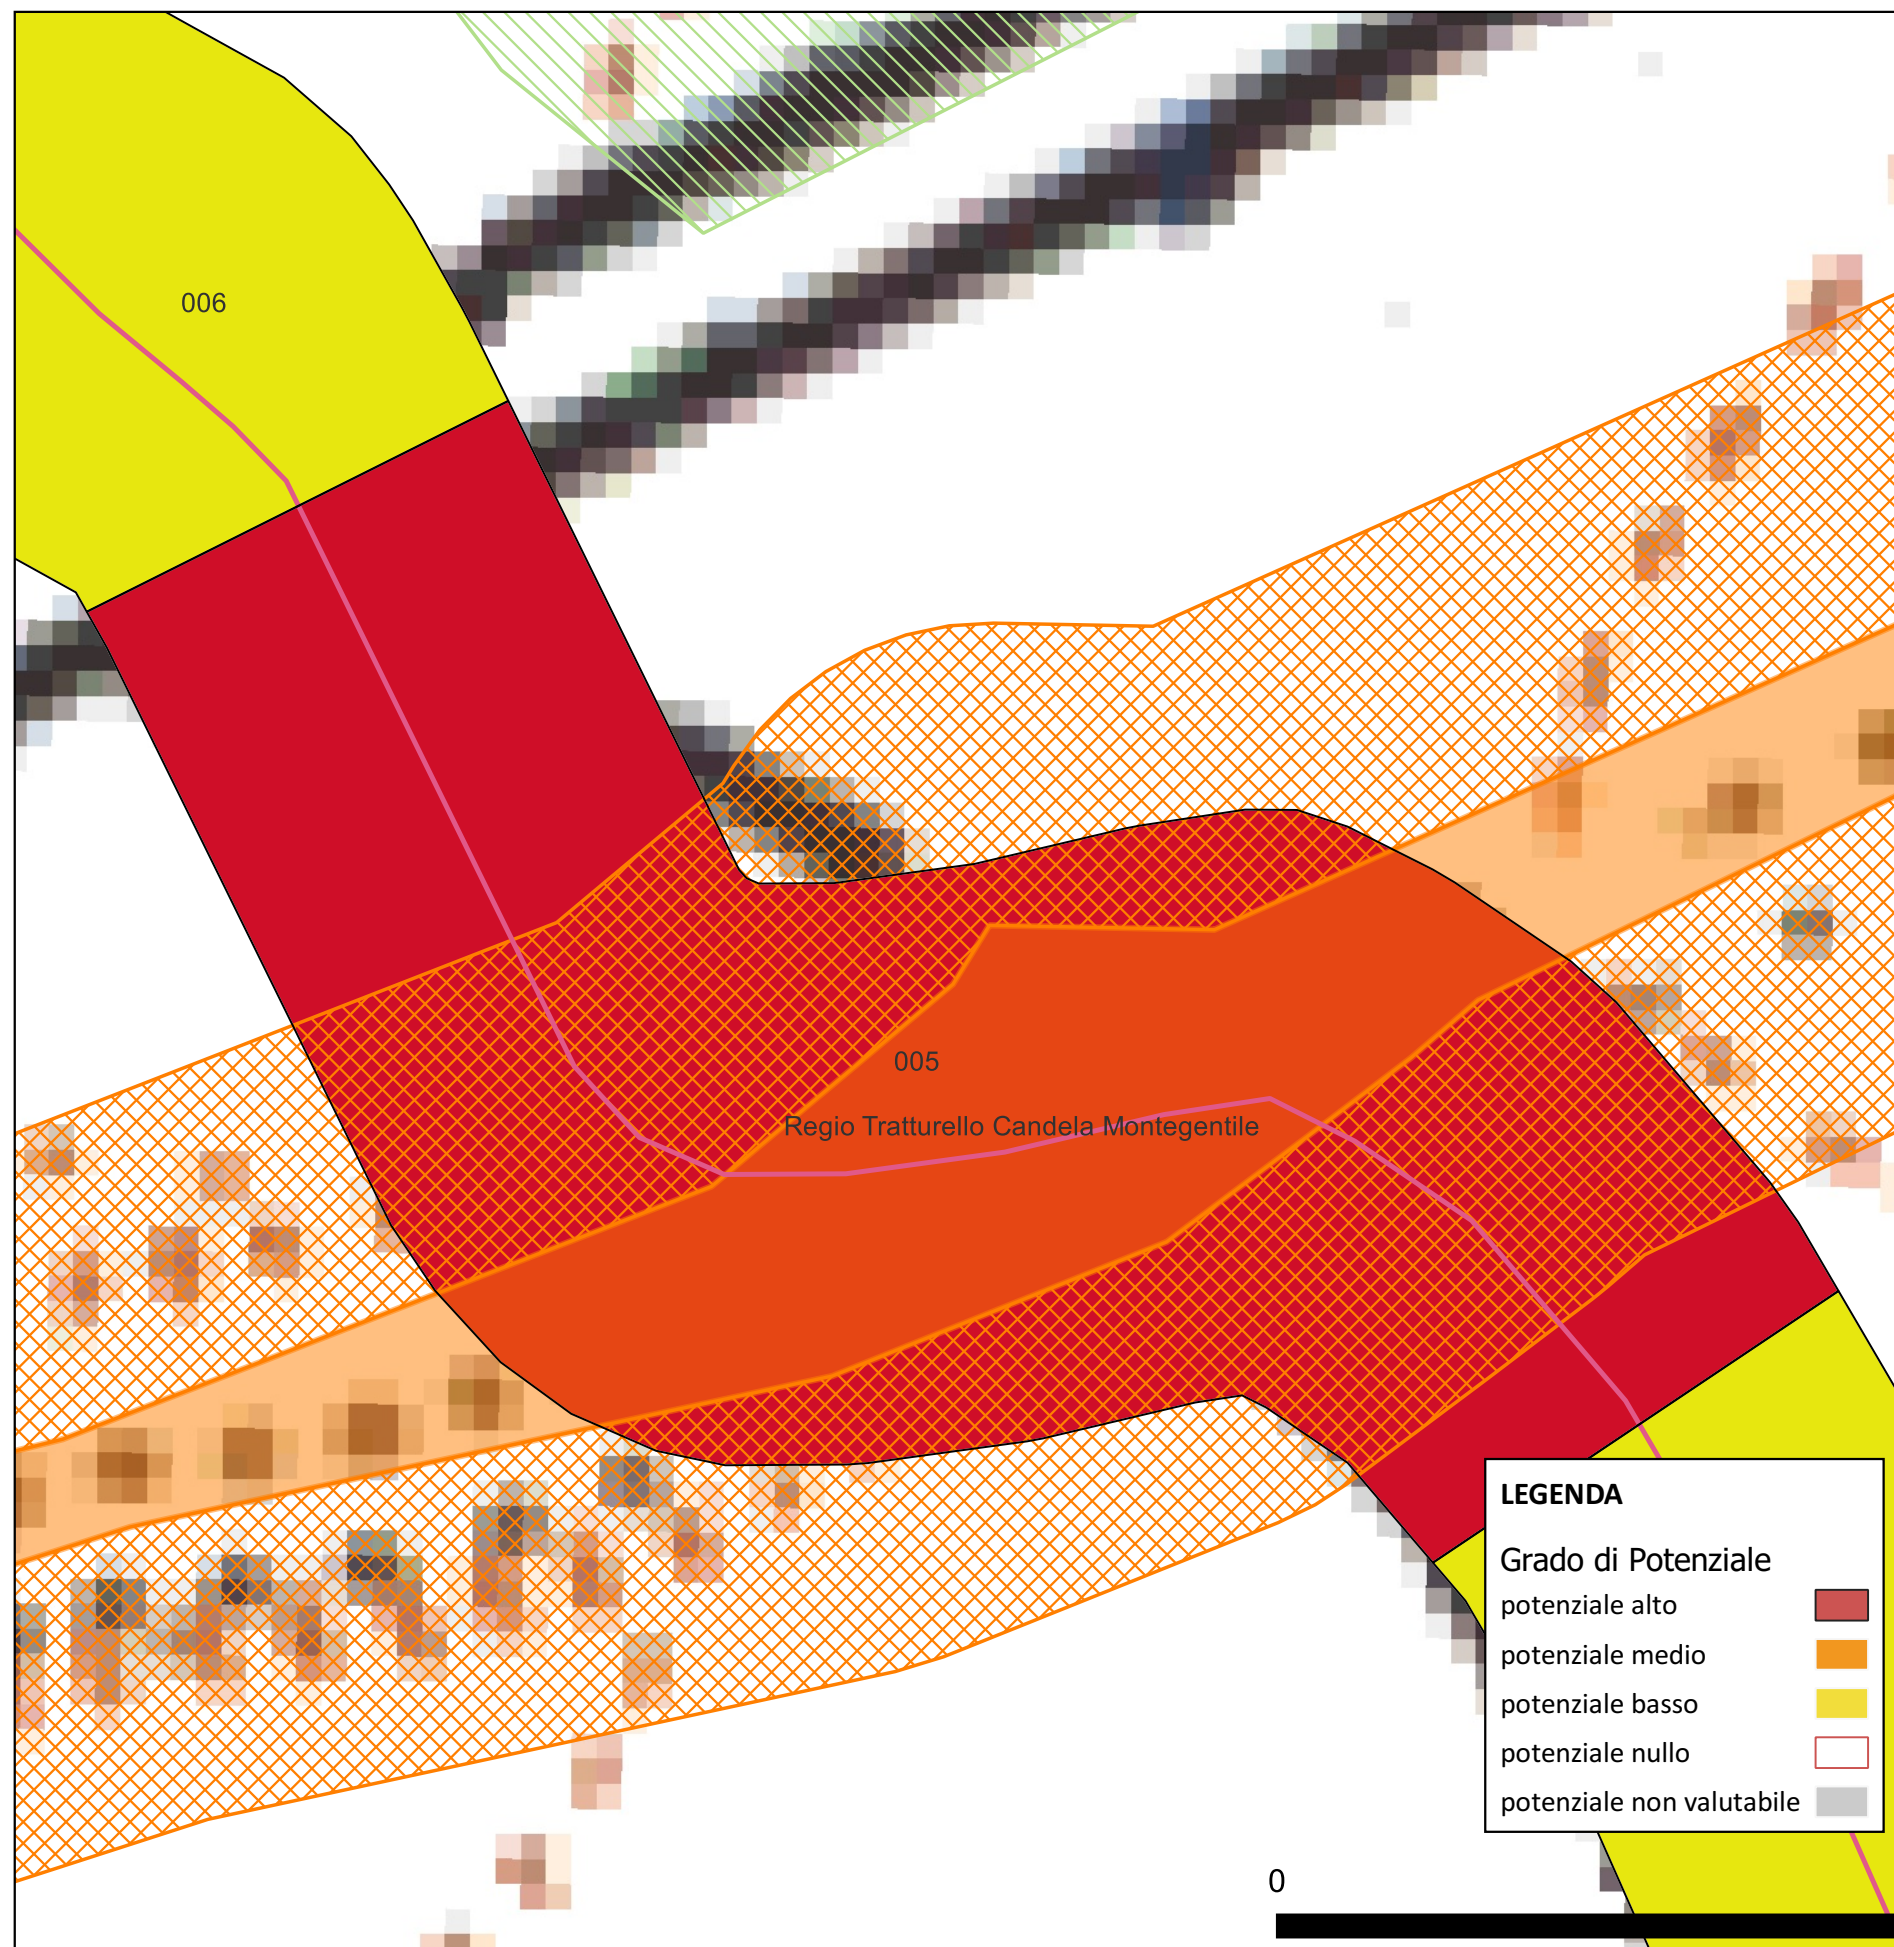 006
005
Regio Tratturello Candela Montegentile
LEGENDA
Grado di Potenziale
potenziale alto
potenziale medio
potenziale basso
potenziale nullo
potenziale non valutabile
0